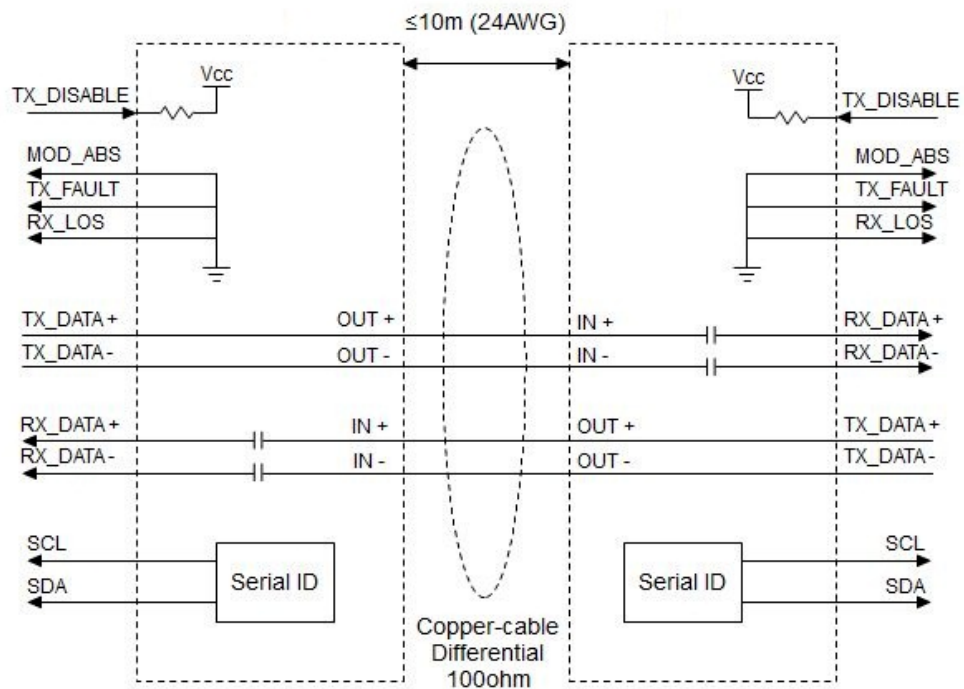 ≤10m (24AWG)
Vcc
Vcc
TX_DISABLE
TX_DISABLE
MOD_ABS
MOD_ABS
TX_FAULT
TX_FAULT
RX_LOS
RX_LOS
TX_DATA+
OUT +
IN +
RX_DATA+
TX_DATA-
OUT -
IN -
RX_DATA-
RX_DATA+
IN +
OUT +
TX_DATA+
RX_DATA-
IN -
OUT -
TX_DATA-
SCL
SCL
Serial ID
Serial ID
SDA
SDA
Copper-cable
Differential
100ohm